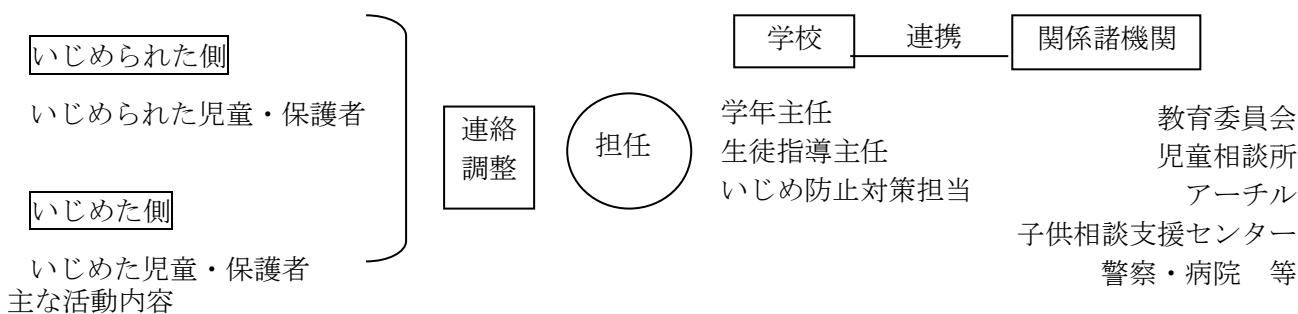 いじめられた側
いじめられた児童・保護者
いじめた側
いじめた児童・保護者
連絡
調整
担任
学校
連携
関係諸機関
学年主任
生徒指導主任
いじめ防止対策担当
教育委員会
児童相談所
アーチル
子供相談支援センター
警察・病院　等
主な活動内容